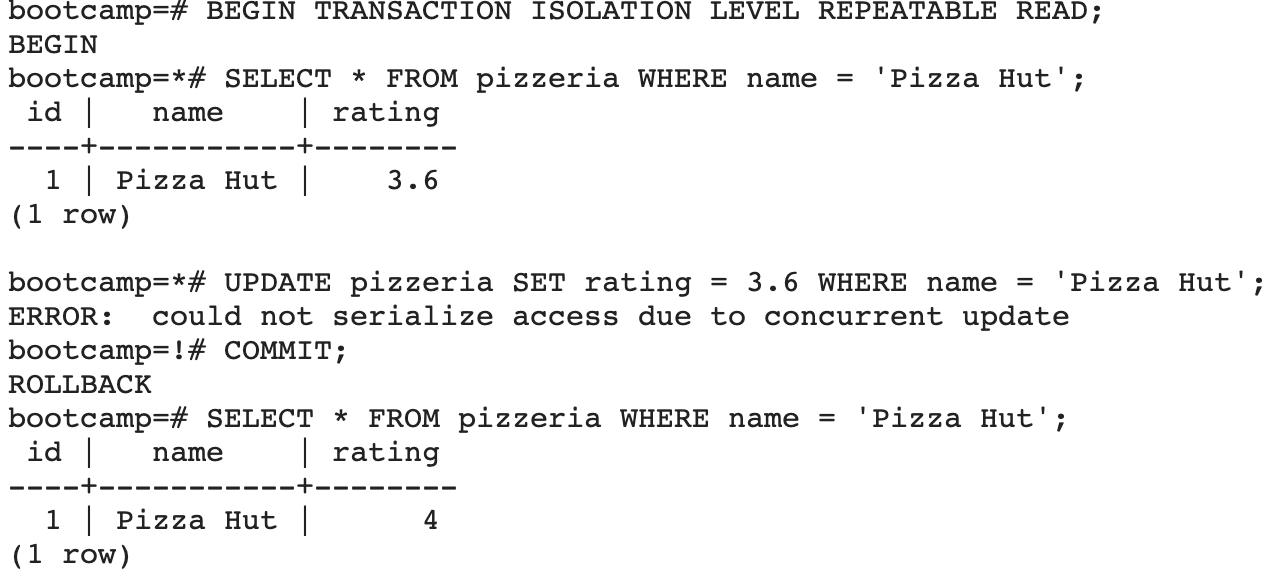 bootcamp=# BEGIN TRANSACTION ISOLATION LEVEL REPEATABLE READ;
BEGIN
bootcamp=*# SELECT * FROM pizzeria WHERE name = 'Pizza Hut';
 id |   name    | rating
----+-----------+--------
  1 | Pizza Hut |    3.6
(1 row)

bootcamp=*# UPDATE pizzeria SET rating = 3.6 WHERE name = 'Pizza Hut';
ERROR:  could not serialize access due to concurrent update
bootcamp=!# COMMIT;
ROLLBACK
bootcamp=# SELECT * FROM pizzeria WHERE name = 'Pizza Hut';
 id |   name    | rating
----+-----------+--------
  1 | Pizza Hut |      4
(1 row)